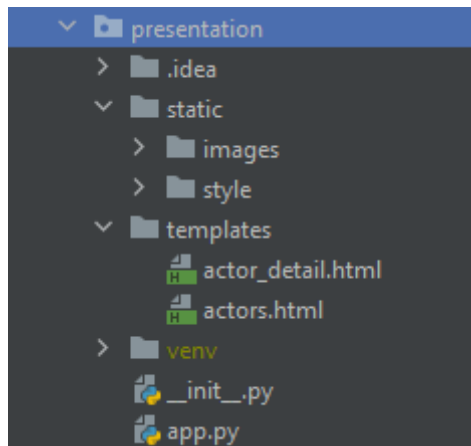 presentation
.idea
static
images
style
templates
actor_detail.html
actors.html
venv
__init__.py
app.py